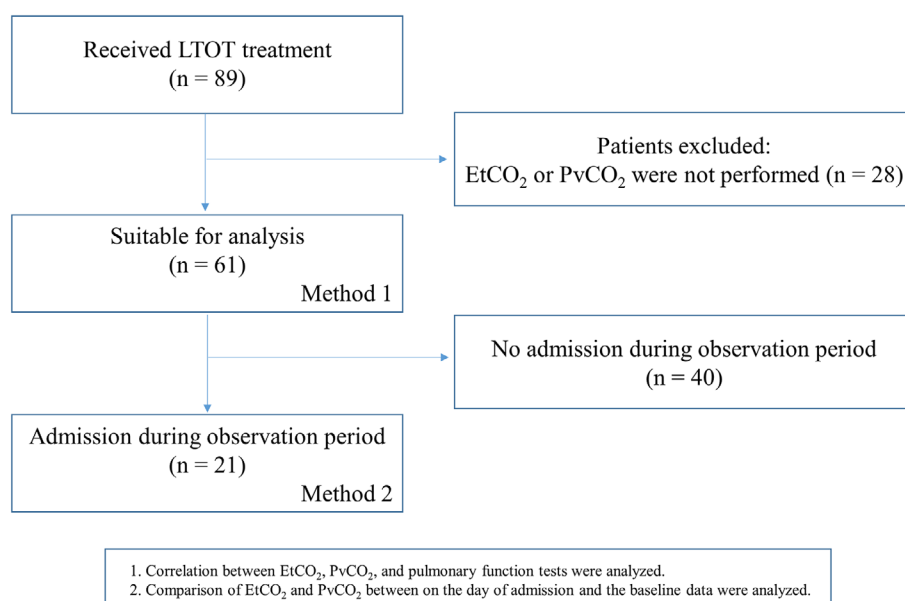 Received LTOT treatment
(n = 89)
Patients excluded:
EtCO₂ or PvCO₂ were not performed (n = 28)
Suitable for analysis
(n = 61)
Method 1
No admission during observation period
(n = 40)
Admission during observation period
(n = 21)
Method 2
1. Correlation between EtCO₂, PvCO₂, and pulmonary function tests were analyzed.
2. Comparison of EtCO₂ and PvCO₂ between on the day of admission and the baseline data were analyzed.